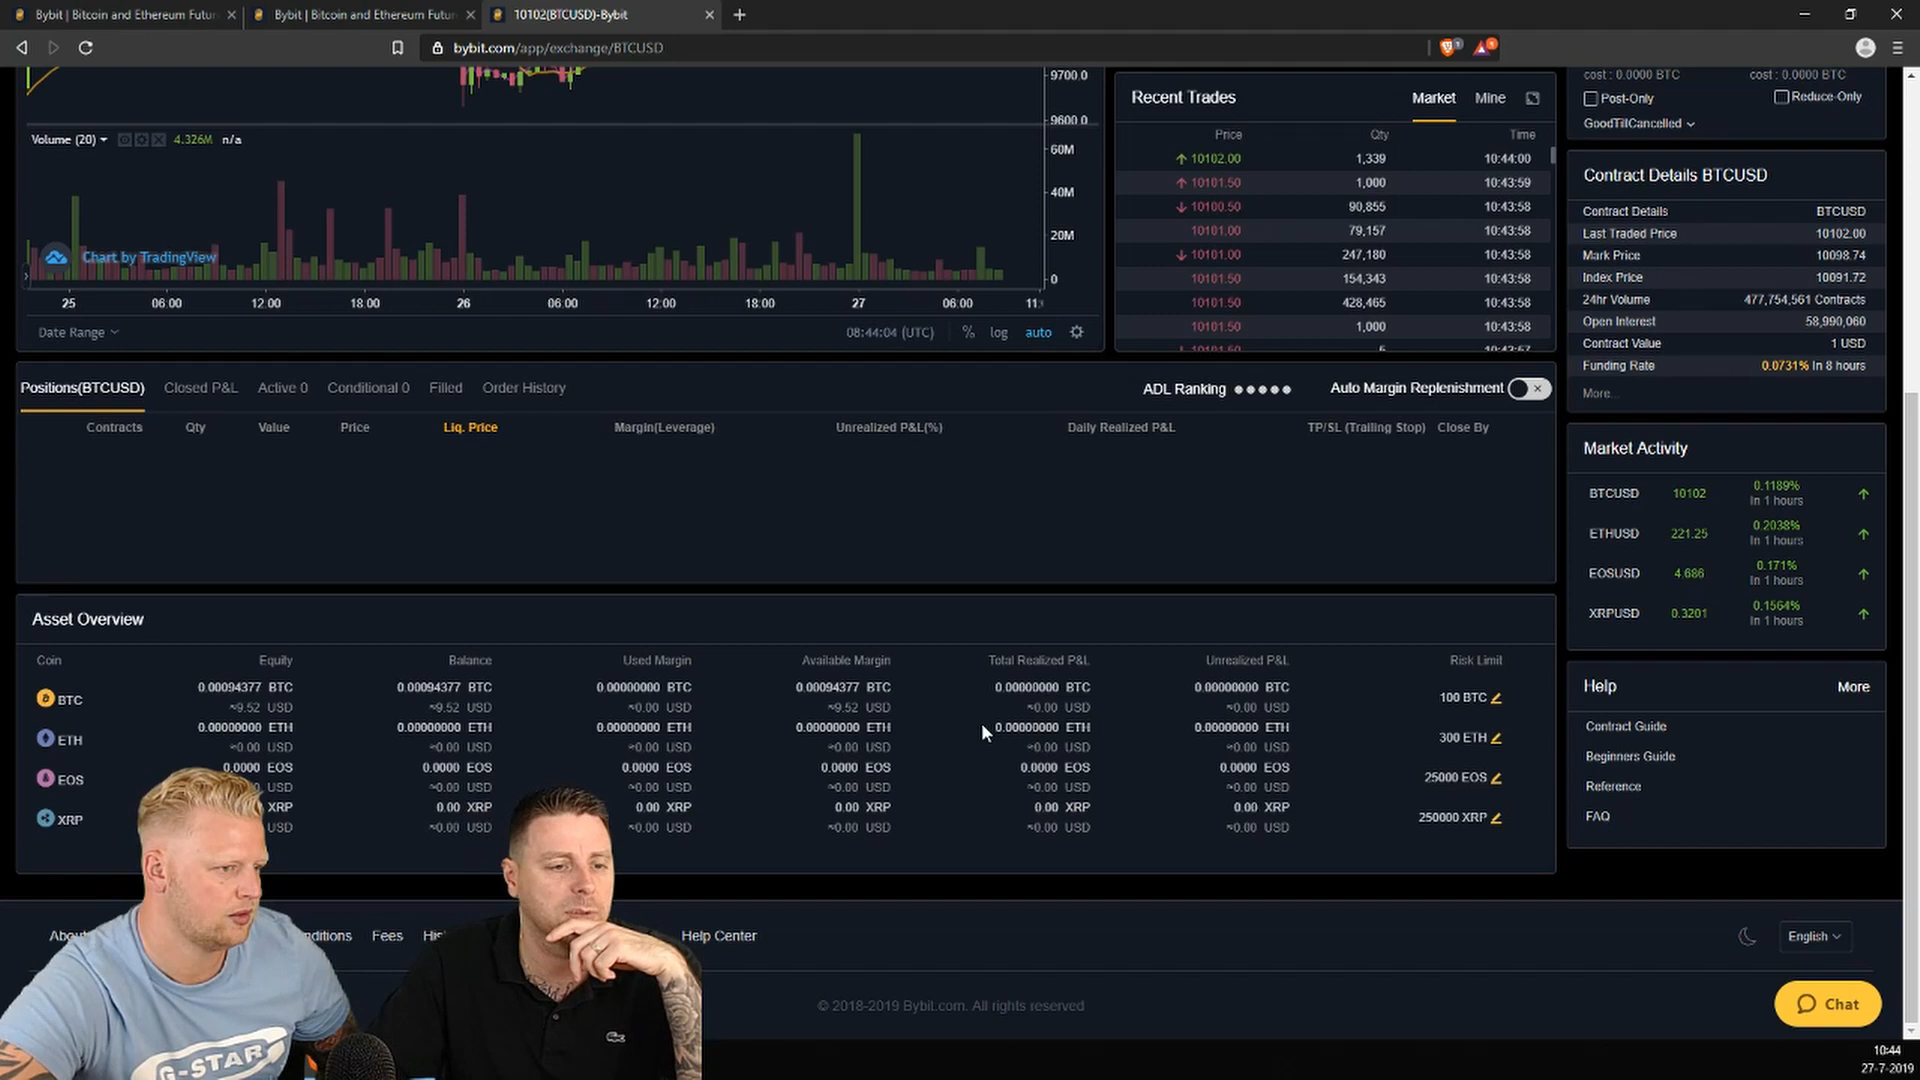 Bybit | Bitcoin and Ethereum Futur
Bybit | Bitcoin and Ethereum Futur
10102(BTCUSD)-Bybit
bybit.com/app/exchange/BTCUSD
9700.0
9600.0
Volume (20) 4.326M n/a
60M
40M
20M
0
Chart by TradingView
25 06:00 12:00 18:00 26 06:00 12:00 18:00 27 06:00
Date Range 08:44:04 (UTC) % log auto
Recent Trades Market Mine
Price Qty Time
10102.00 1,339 10:44:00
10101.50 1,000 10:43:59
10100.50 90,855 10:43:58
10101.00 79,157 10:43:58
10101.00 247,180 10:43:58
10101.50 154,343 10:43:58
10101.50 428,465 10:43:58
10101.50 1,000 10:43:58
10101.50 5 10:43:57
cost : 0.0000 BTC cost : 0.0000 BTC
Post-Only Reduce-Only
GoodTillCancelled
Contract Details BTCUSD
Contract Details BTCUSD
Last Traded Price 10102.00
Mark Price 10098.74
Index Price 10091.72
24hr Volume 477,754,561 Contracts
Open Interest 58,990,060
Contract Value 1 USD
Funding Rate 0.0731% In 8 hours
More...
Positions(BTCUSD) Closed P&L Active 0 Conditional 0 Filled Order History ADL Ranking Auto Margin Replenishment
Contracts Qty Value Price Liq. Price Margin(Leverage) Unrealized P&L(%) Daily Realized P&L TP/SL (Trailing Stop) Close By
Market Activity
BTCUSD 10102 0.1189% In 1 hours
ETHUSD 221.25 0.2038% In 1 hours
EOSUSD 4.686 0.171% In 1 hours
XRPUSD 0.3201 0.1564% In 1 hours
Asset Overview
Coin Equity Balance Used Margin Available Margin Total Realized P&L Unrealized P&L Risk Limit
BTC 0.00094377 BTC 0.00094377 BTC 0.00000000 BTC 0.00094377 BTC 0.00000000 BTC 0.00000000 BTC 100 BTC
≈9.52 USD ≈9.52 USD ≈0.00 USD ≈9.52 USD ≈0.00 USD ≈0.00 USD
ETH 0.00000000 ETH 0.00000000 ETH 0.00000000 ETH 0.00000000 ETH 0.00000000 ETH 0.00000000 ETH 300 ETH
≈0.00 USD ≈0.00 USD ≈0.00 USD ≈0.00 USD ≈0.00 USD ≈0.00 USD
EOS 0.0000 EOS 0.0000 EOS 0.0000 EOS 0.0000 EOS 0.0000 EOS 0.0000 EOS 25000 EOS
USD ≈0.00 USD ≈0.00 USD ≈0.00 USD ≈0.00 USD ≈0.00 USD
XRP XRP 0.00 XRP 0.00 XRP 0.00 XRP 0.00 XRP 0.00 XRP 250000 XRP
USD ≈0.00 USD ≈0.00 USD ≈0.00 USD ≈0.00 USD ≈0.00 USD
Help More
Contract Guide
Beginners Guide
Reference
FAQ
Fees Help Center
English
© 2018-2019 Bybit.com. All rights reserved
Chat
G-STAR
10:44
27-7-2019